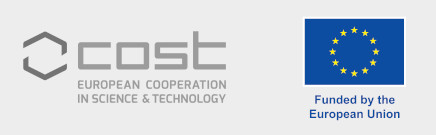 cost
EUROPEAN COOPERATION
IN SCIENCE & TECHNOLOGY
Funded by the
European Union